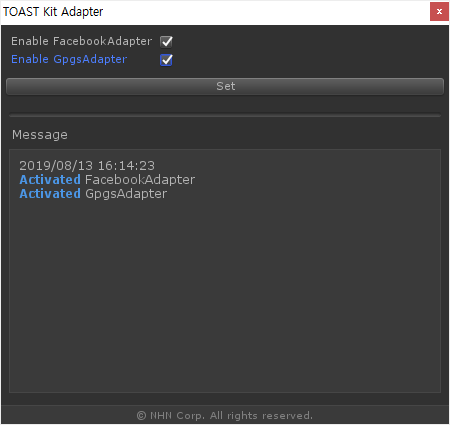 TOAST Kit Adapter
x
Enable FacebookAdapter
Enable GpgsAdapter
Set
Message
2019/08/13 16:14:23
Activated FacebookAdapter
Activated GpgsAdapter
© NHN Corp. All rights reserved.